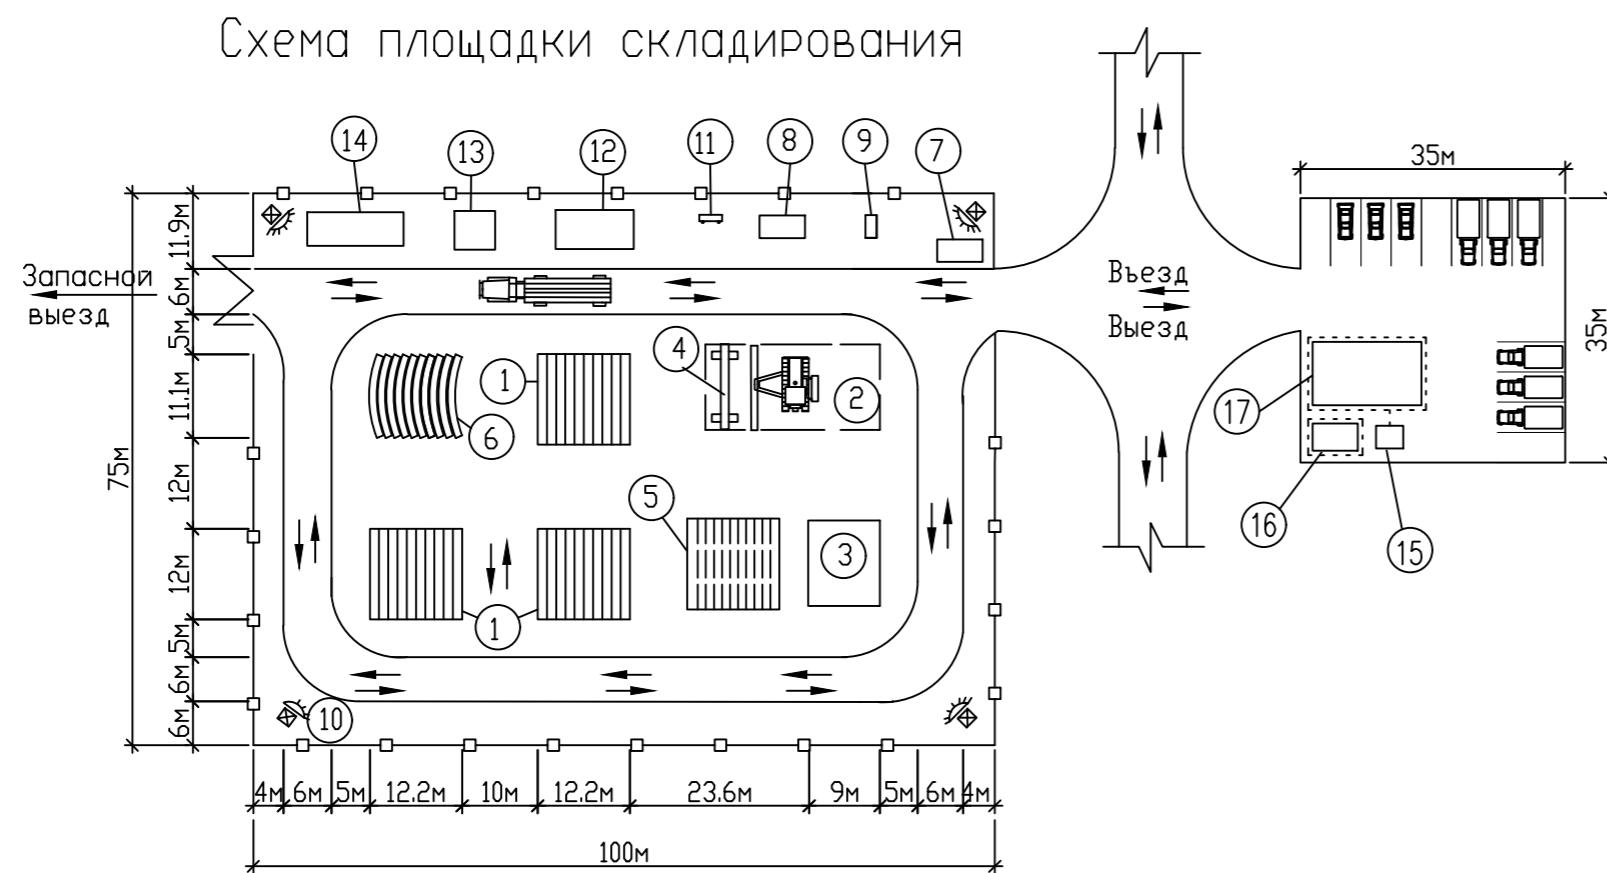 Схема площадки складирования
14
13
12
11
8
9
7
35м
75м
11.9м
6м
5м
11.1м
12м
12м
5м
6м
6м
Запасной
выезд
Въезд
Выезд
35м
4
1
2
6
17
5
3
16
15
1
10
4м
6м
5м
12.2м
10м
12.2м
23.6м
9м
5м
6м
4м
100м